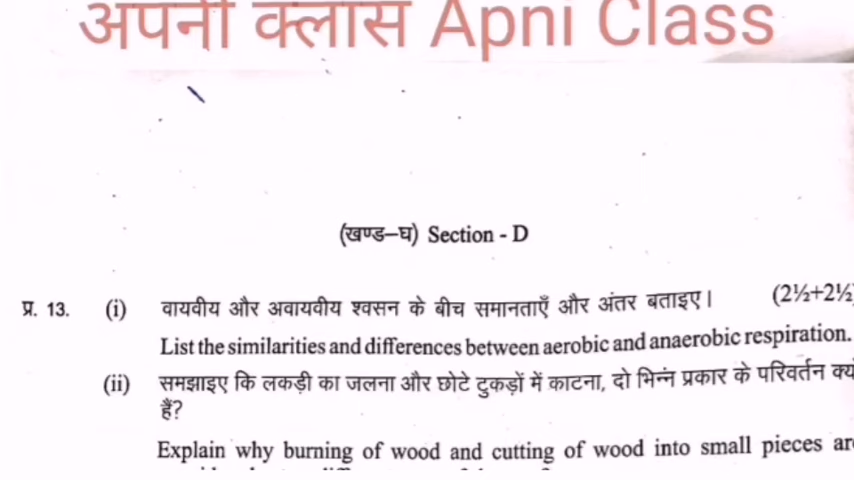 अपनी क्लास Apni Class
(खण्ड–घ) Section - D
प्र. 13. (i) वायवीय और अवायवीय श्वसन के बीच समानताएँ और अंतर बताइए। (2½+2½
List the similarities and differences between aerobic and anaerobic respiration.
(ii) समझाइए कि लकड़ी का जलना और छोटे टुकड़ों में काटना, दो भिन्न प्रकार के परिवर्तन क्यो
हैं?
Explain why burning of wood and cutting of wood into small pieces are